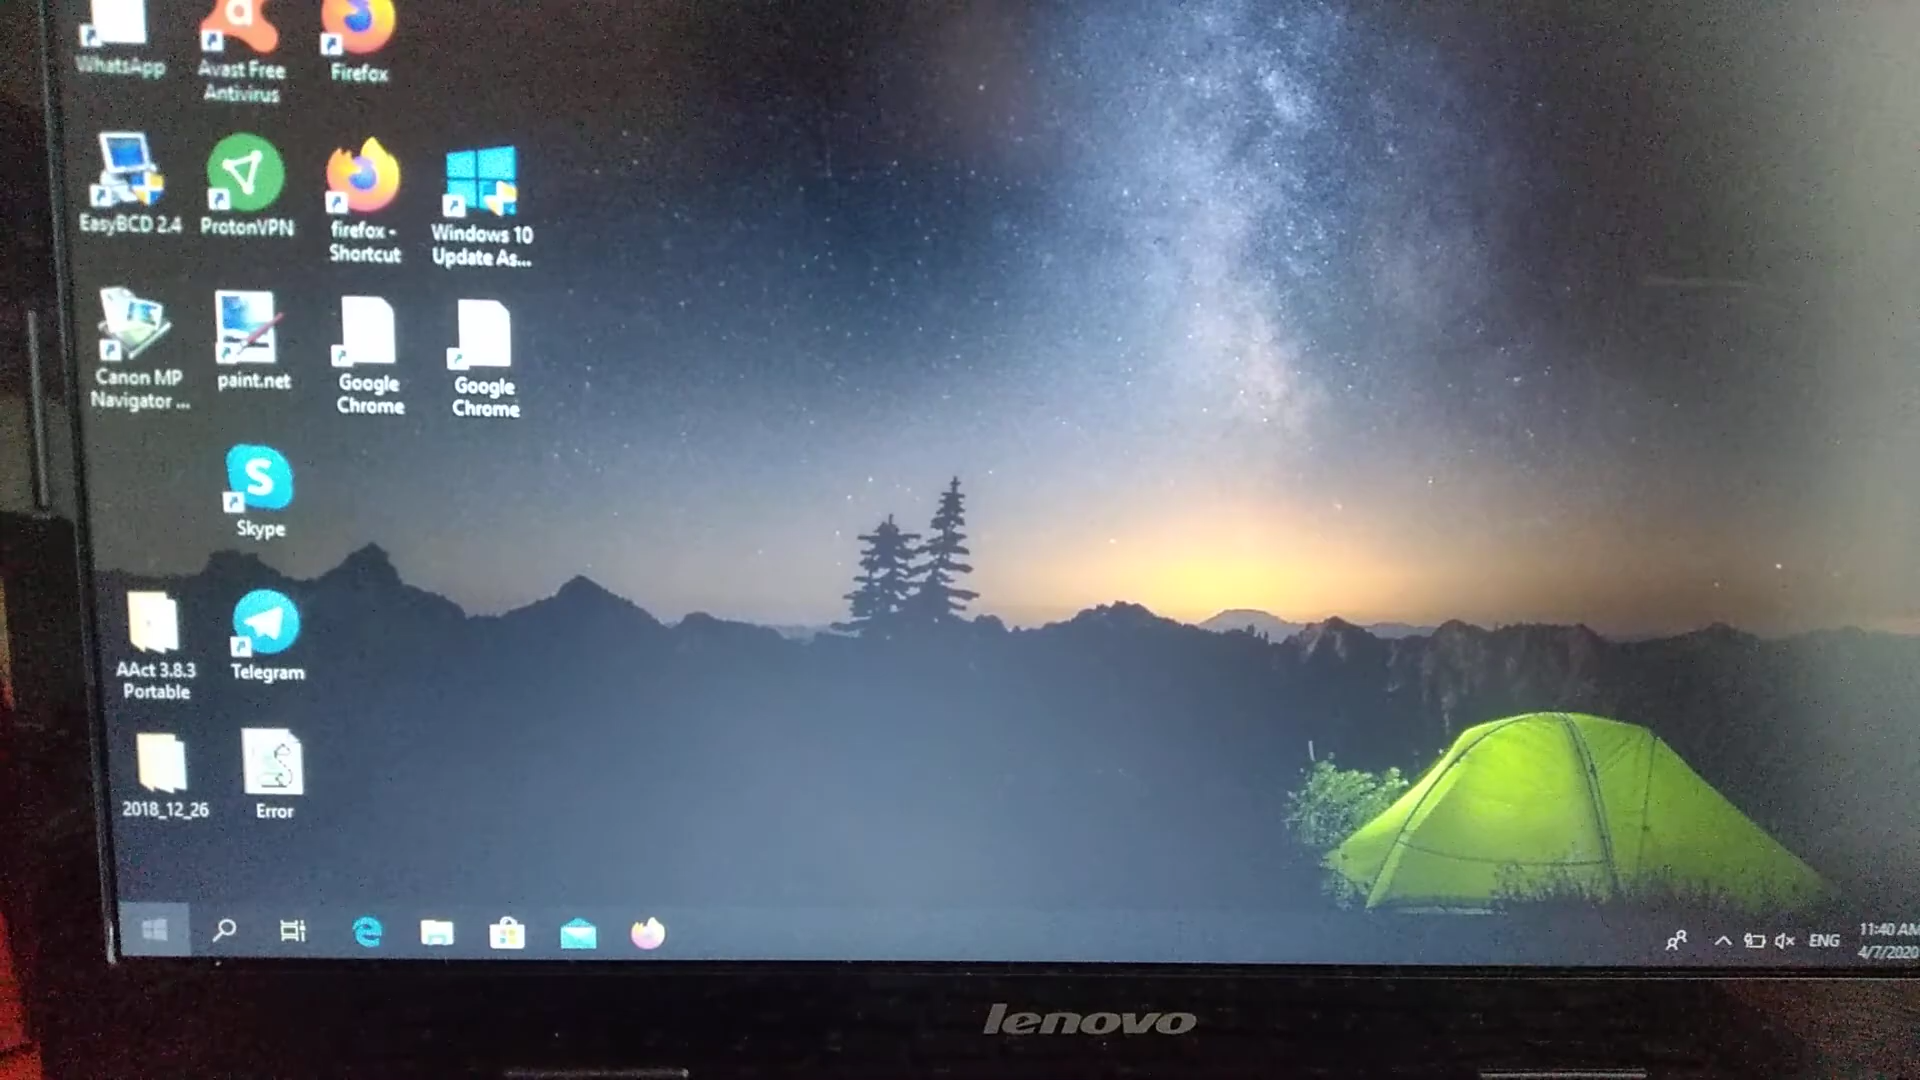 WhatsApp
Avast Free
Antivirus
Firefox
EasyBCD 2.4
ProtonVPN
firefox -
Shortcut
Windows 10
Update As...
Canon MP
Navigator ...
paint.net
Google
Chrome
Google
Chrome
Skype
AAct 3.8.3
Portable
Telegram
2018_12_26
Error
ENG
11:40 AM
4/7/2020
lenovo